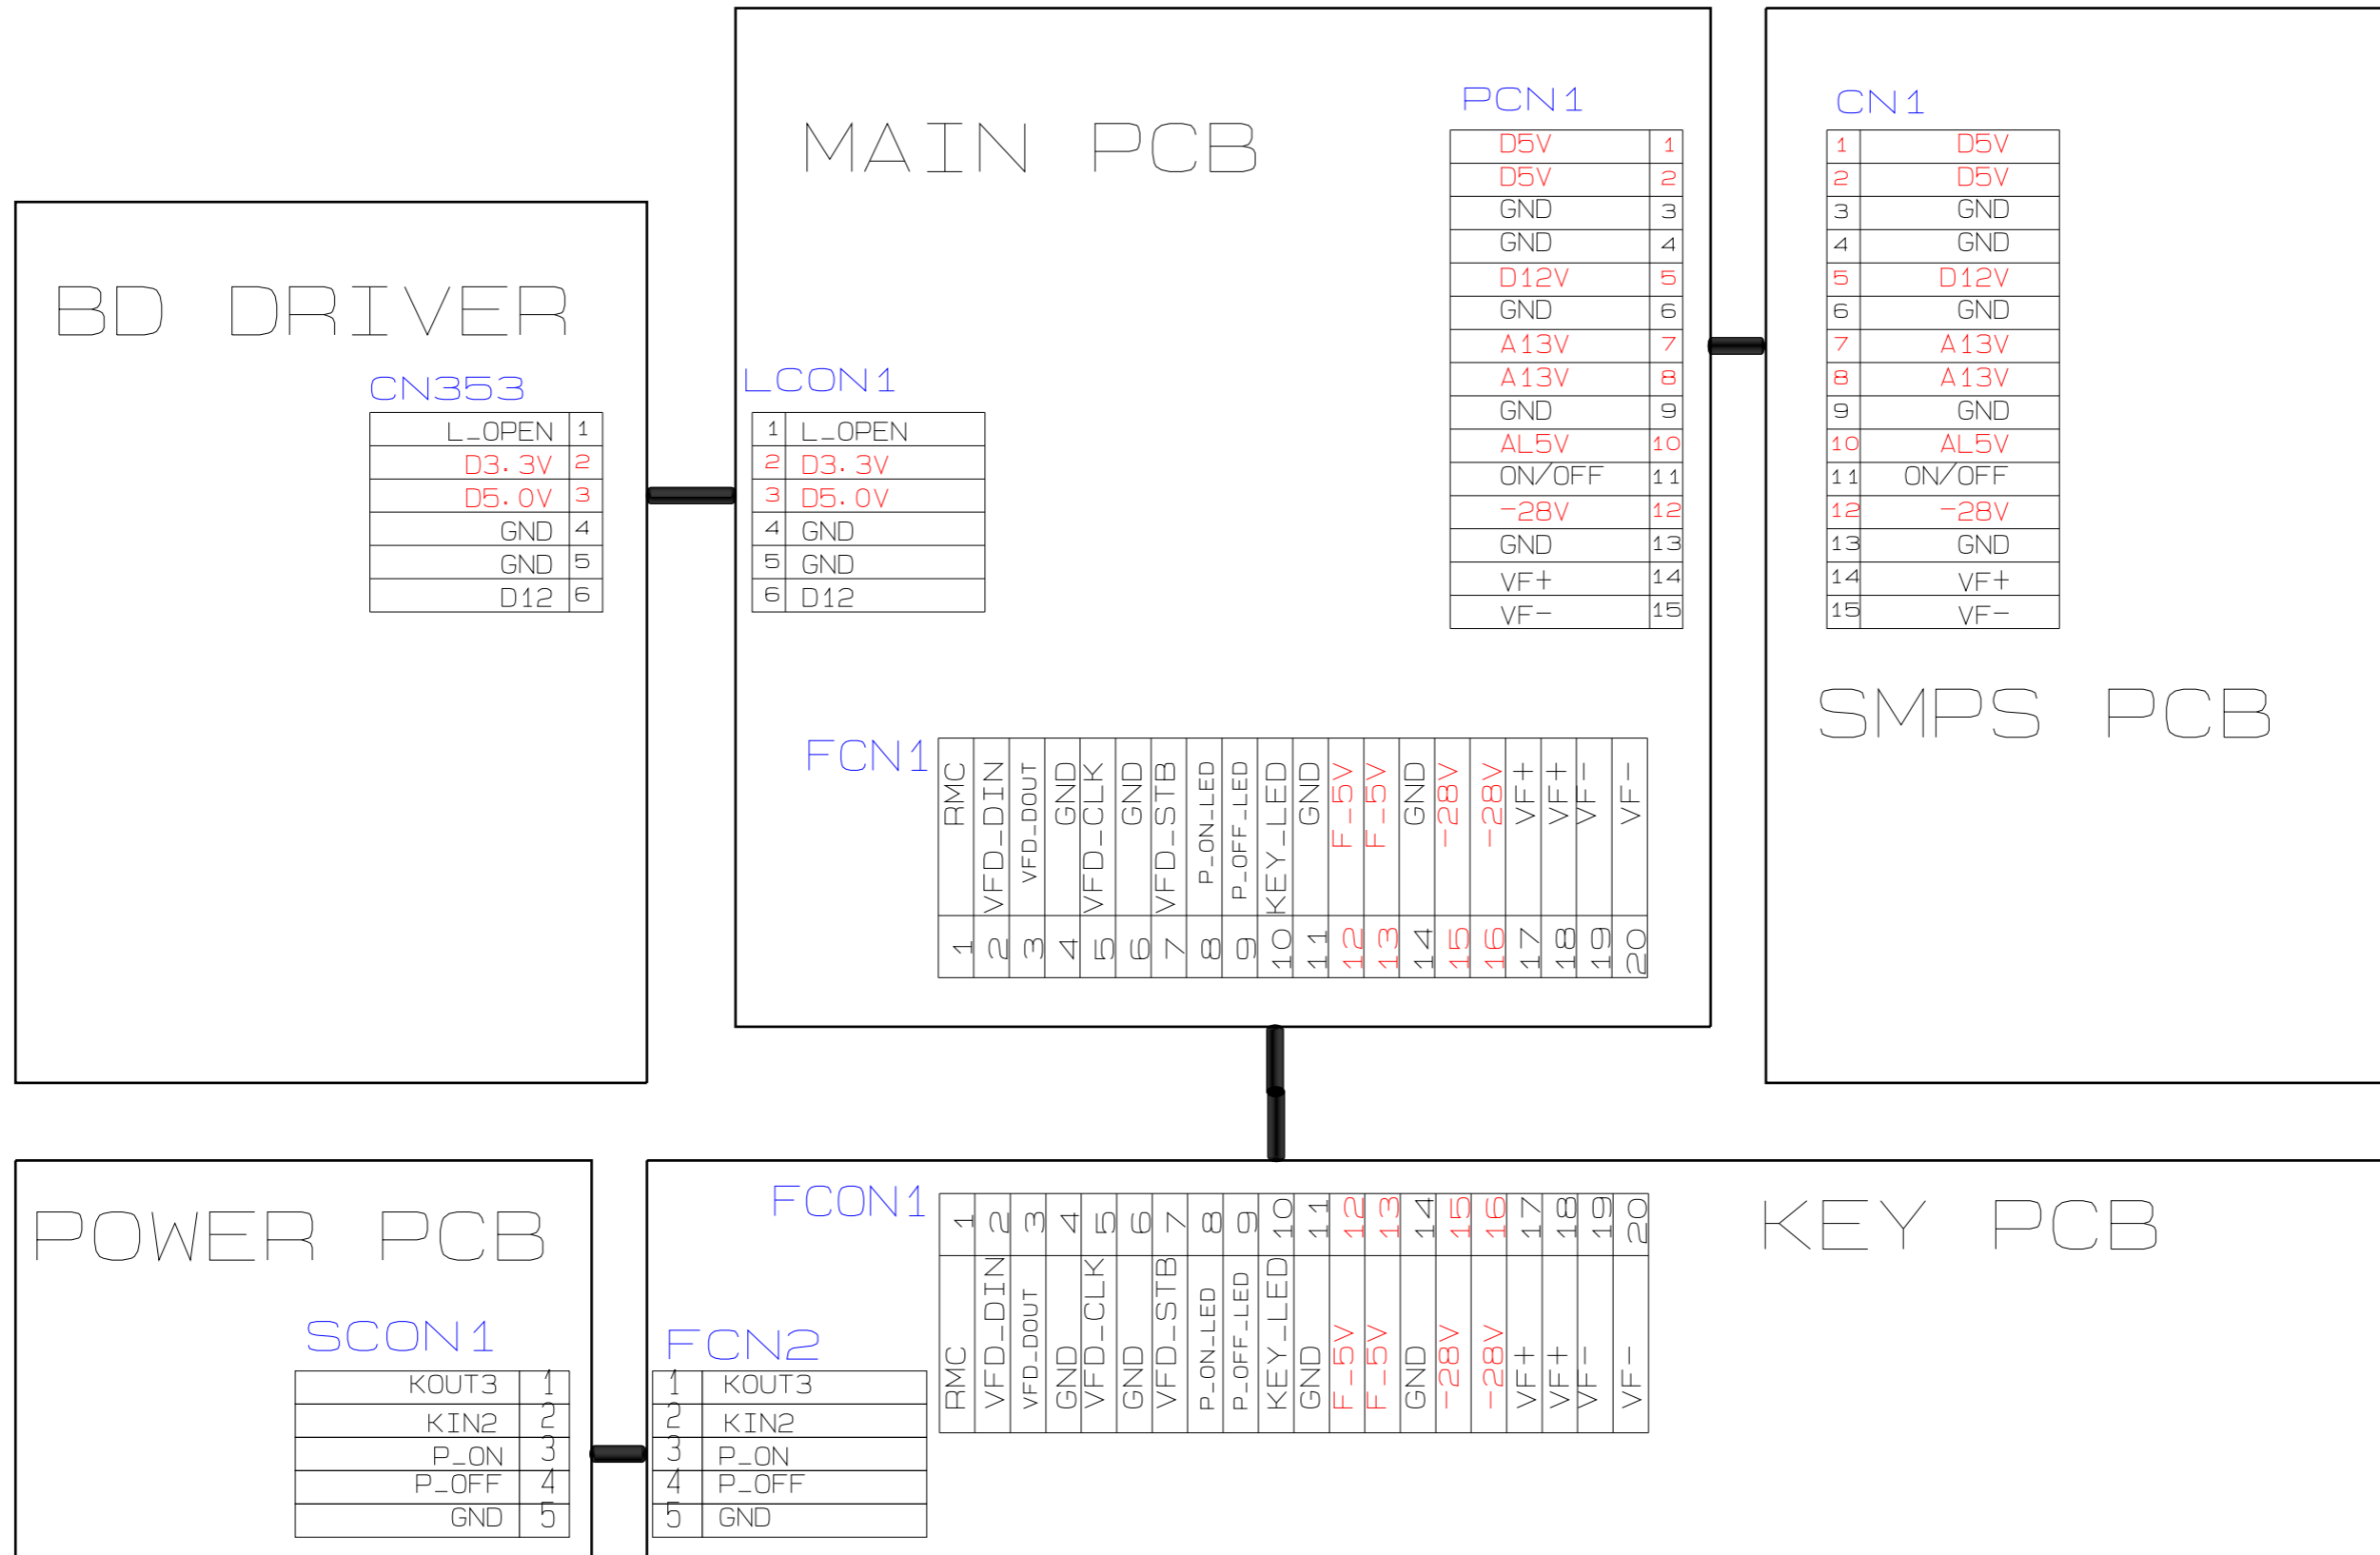 MAIN PCB
PCN1
D5V 1
D5V 2
GND 3
GND 4
D12V 5
GND 6
A13V 7
A13V 8
GND 9
AL5V 10
ON/OFF 11
-28V 12
GND 13
VF+ 14
VF- 15
CN1
1 D5V
2 D5V
3 GND
4 GND
5 D12V
6 GND
7 A13V
8 A13V
9 GND
10 AL5V
11 ON/OFF
12 -28V
13 GND
14 VF+
15 VF-
SMPS PCB
BD DRIVER
CN353
L_OPEN 1
D3.3V 2
D5.0V 3
GND 4
GND 5
D12 6
LCON1
1 L_OPEN
2 D3.3V
3 D5.0V
4 GND
5 GND
6 D12
FCN1
1 RMC
2 VFD_DIN
3 VFD_DOUT
4 GND
5 VFD_CLK
6 GND
7 VFD_STB
8 P_ON_LED
9 P_OFF_LED
10 KEY_LED
11 GND
12 F_5V
13 F_5V
14 GND
15 -28V
16 -28V
17 VF+
18 VF+
19 VF-
20 VF-
POWER PCB
SCON1
KOUT3 1
KIN2 2
P_ON 3
P_OFF 4
GND 5
FCN2
1 KOUT3
2 KIN2
3 P_ON
4 P_OFF
5 GND
FCON1
RMC 1
VFD_DIN 2
VFD_DOUT 3
GND 4
VFD_CLK 5
GND 6
VFD_STB 7
P_ON_LED 8
P_OFF_LED 9
KEY_LED 10
GND 11
F_5V 12
F_5V 13
GND 14
-28V 15
-28V 16
VF+ 17
VF+ 18
VF- 19
VF- 20
KEY PCB